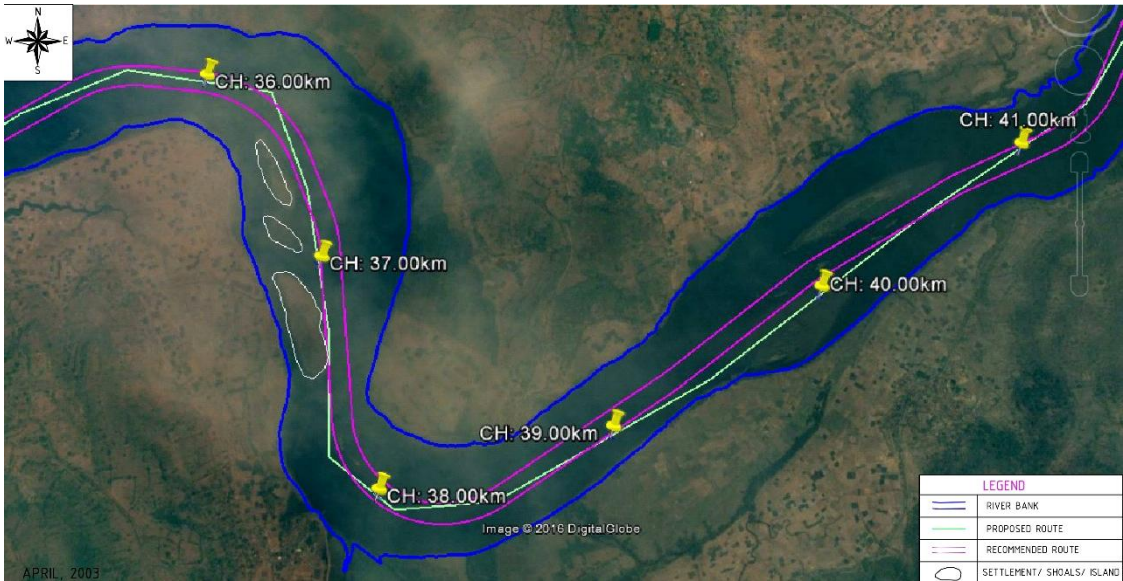 N
W E
S
CH: 36.00km
CH: 41.00km
CH: 37.00km
CH: 40.00km
CH: 39.00km
CH: 38.00km
Image © 2016 DigitalGlobe
LEGEND
RIVER BANK
PROPOSED ROUTE
RECOMMENDED ROUTE
SETTLEMENT/ SHOALS/ ISLAND
APRIL, 2003